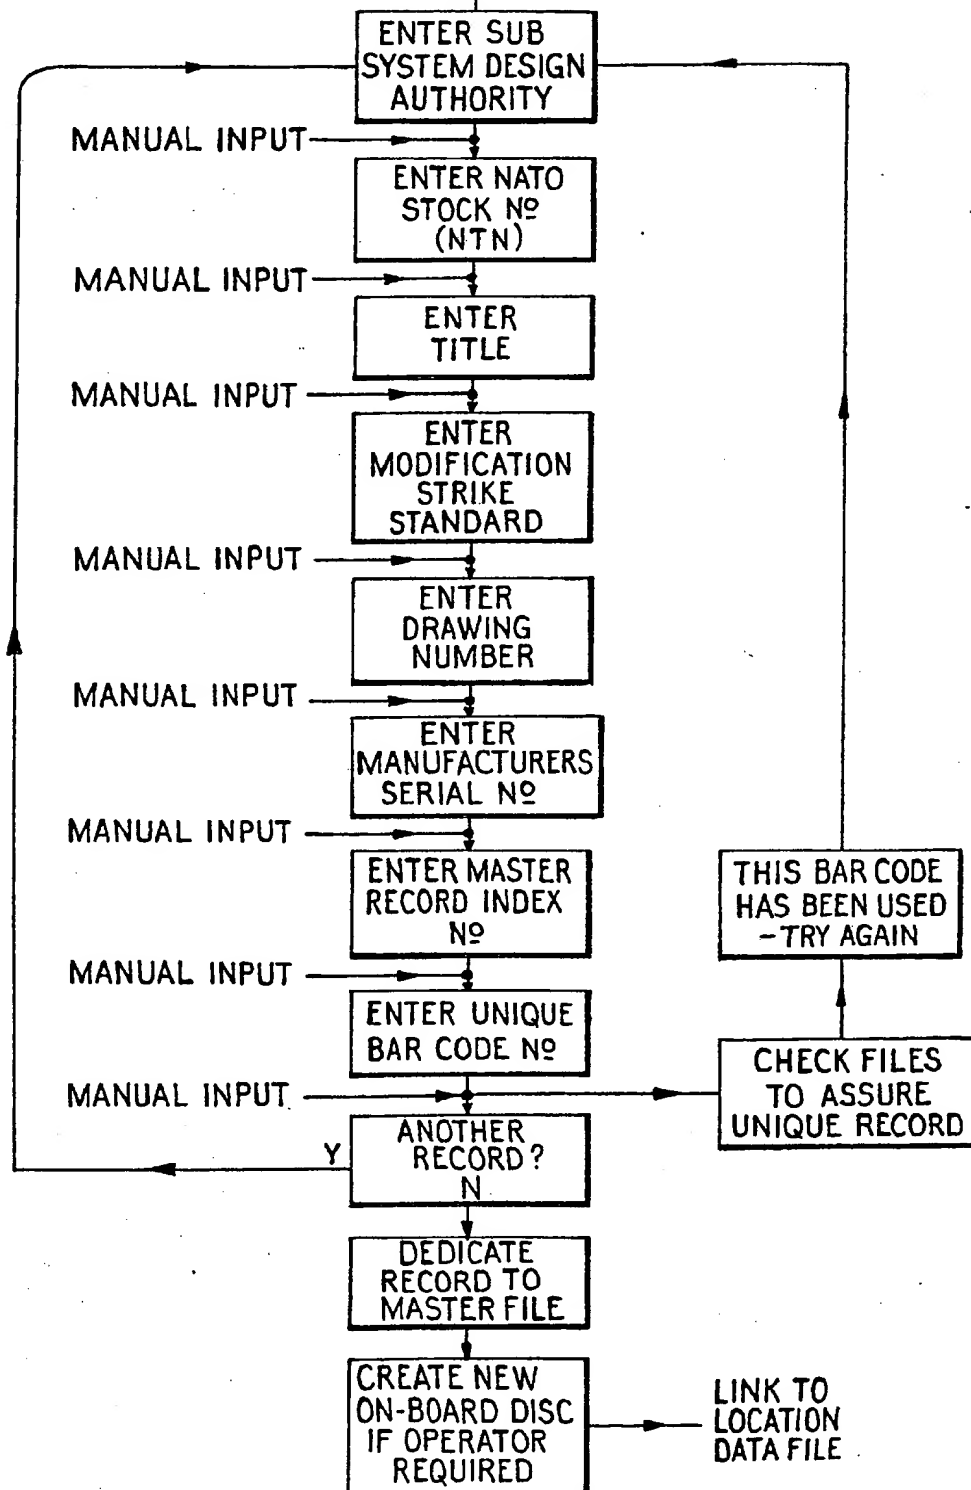 ENTER SUB
SYSTEM DESIGN
AUTHORITY
MANUAL INPUT
ENTER NATO
STOCK Nº
(NTN)
MANUAL INPUT
ENTER
TITLE
MANUAL INPUT
ENTER
MODIFICATION
STRIKE
STANDARD
MANUAL INPUT
ENTER
DRAWING
NUMBER
MANUAL INPUT
ENTER
MANUFACTURERS
SERIAL Nº
MANUAL INPUT
ENTER MASTER
RECORD INDEX
Nº
THIS BAR CODE
HAS BEEN USED
-TRY AGAIN
MANUAL INPUT
ENTER UNIQUE
BAR CODE Nº
CHECK FILES
TO ASSURE
UNIQUE RECORD
MANUAL INPUT
ANOTHER
RECORD?
Y
N
DEDICATE
RECORD TO
MASTER FILE
CREATE NEW
ON-BOARD DISC
IF OPERATOR
REQUIRED
LINK TO
LOCATION
DATA FILE